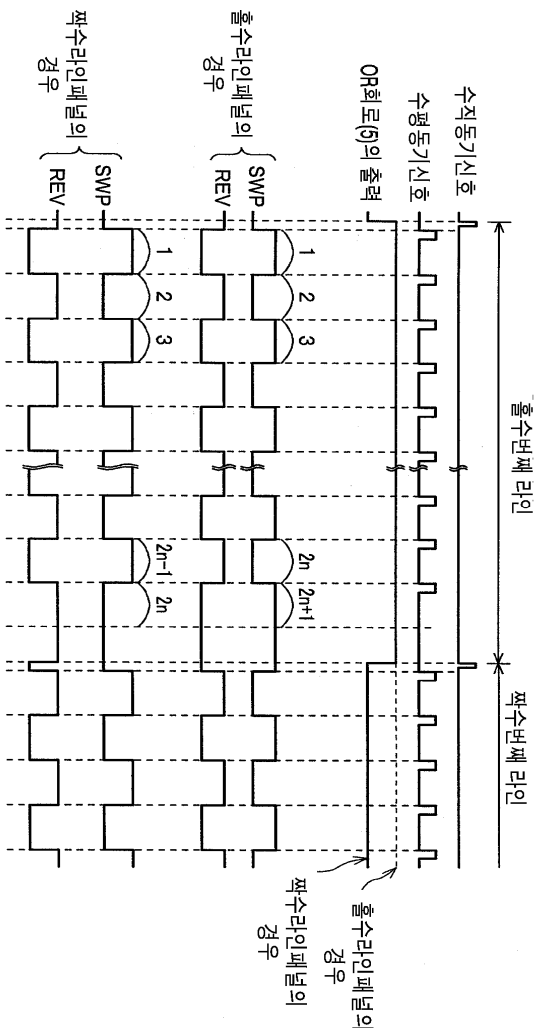 홀수번째 라인
짝수번째 라인
수직동기신호
수평동기신호
OR회로(5)의 출력
홀수라인패널의
경우
짝수라인패널의
경우
홀수라인패널의
경우
SWP
REV
1
2
3
2n
2n+1
짝수라인패널의
경우
SWP
REV
1
2
3
2n-1
2n